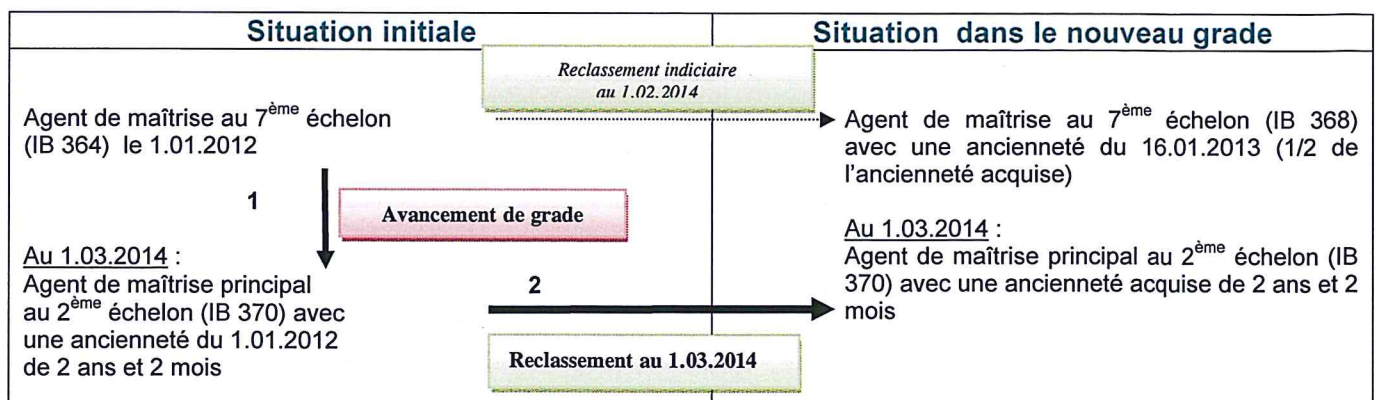 Situation initiale
Situation dans le nouveau grade
Reclassement indiciaire
au 1.02.2014
Agent de maîtrise au 7ème échelon
(IB 364) le 1.01.2012
Agent de maîtrise au 7ème échelon (IB 368)
avec une ancienneté du 16.01.2013 (1/2 de
l'ancienneté acquise)
1
Avancement de grade
Au 1.03.2014 :
Agent de maîtrise principal
au 2ème échelon (IB 370) avec
une ancienneté du 1.01.2012
de 2 ans et 2 mois
2
Reclassement au 1.03.2014
Au 1.03.2014 :
Agent de maîtrise principal au 2ème échelon (IB
370) avec une ancienneté acquise de 2 ans et 2
mois